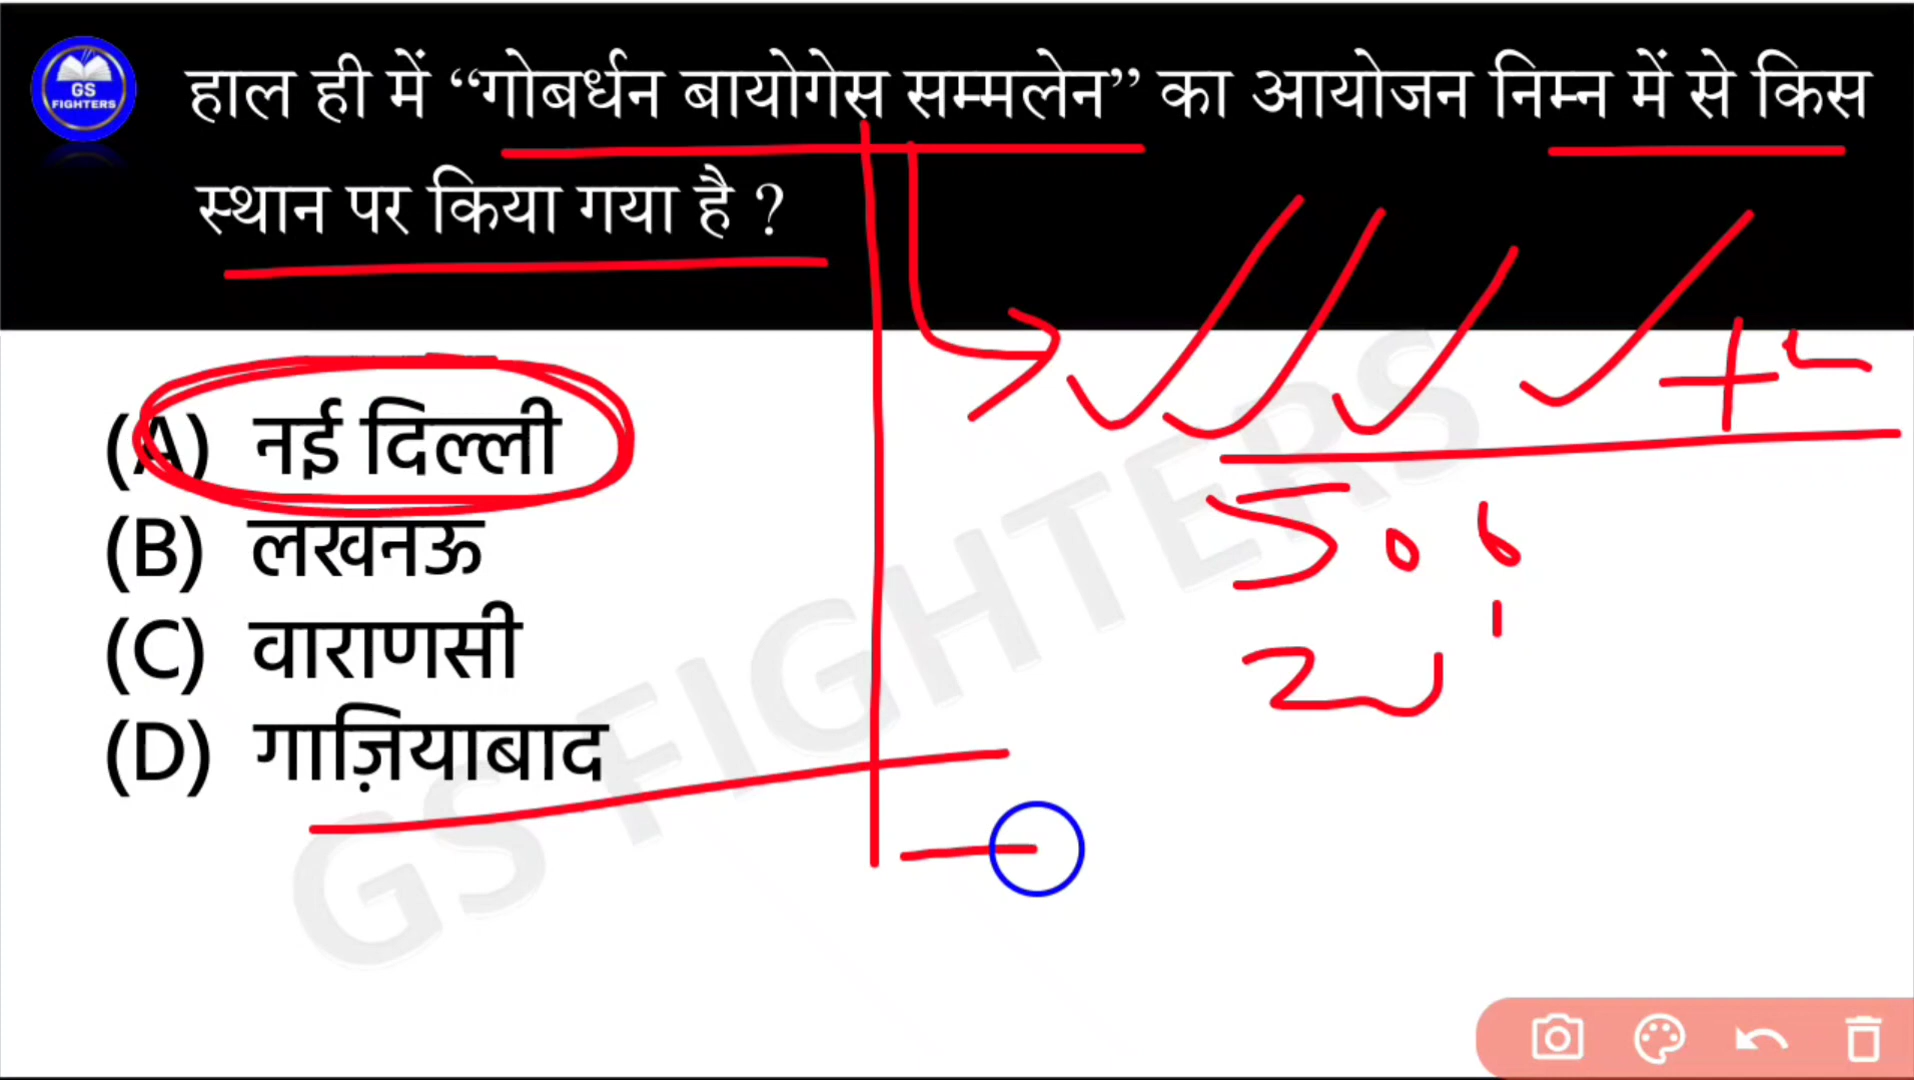 GS
FIGHTERS
हाल ही में “गोबर्धन बायोगेस सम्मलेन” का आयोजन निम्न में से किस
स्थान पर किया गया है ?
(A) नई दिल्ली
(B) लखनऊ
(C) वाराणसी
(D) गाज़ियाबाद
GS FIGHTERS